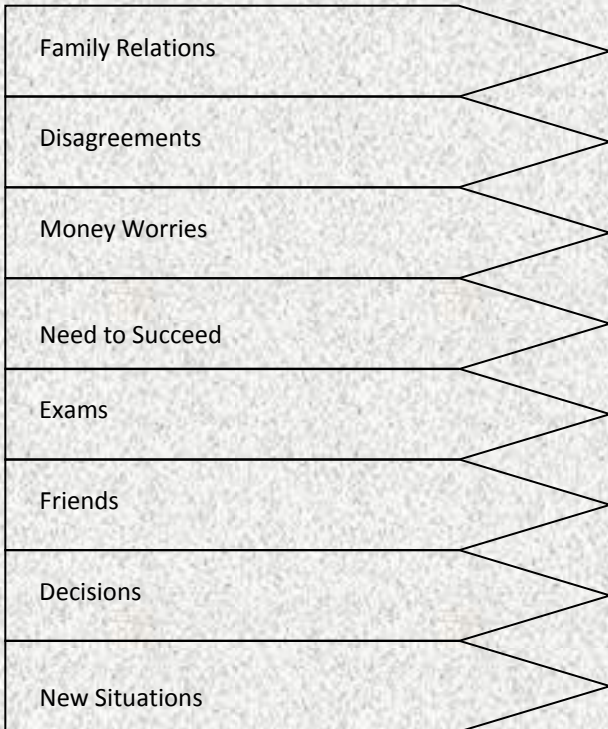 Family Relations
Disagreements
Money Worries
Need to Succeed
Exams
Friends
Decisions
New Situations